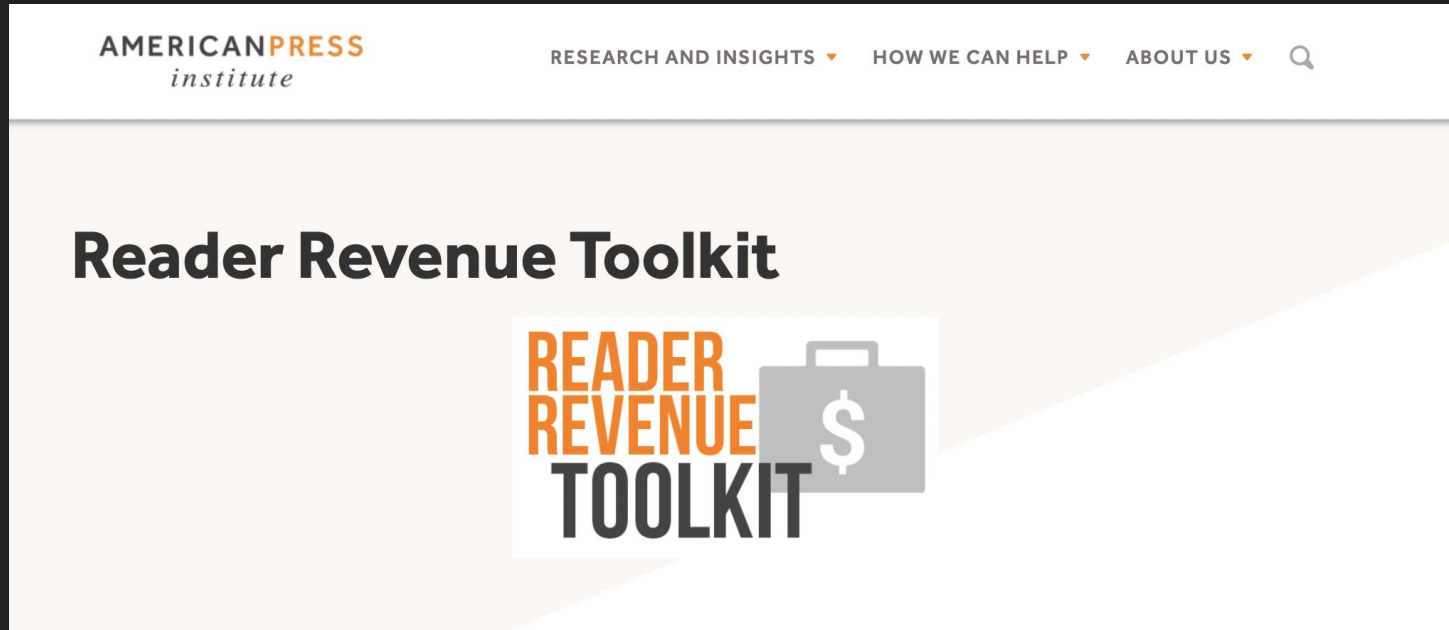 AMERICANPRESS
institute
RESEARCH AND INSIGHTS
HOW WE CAN HELP
ABOUT US
Reader Revenue Toolkit
READER
REVENUE
TOOLKIT
$